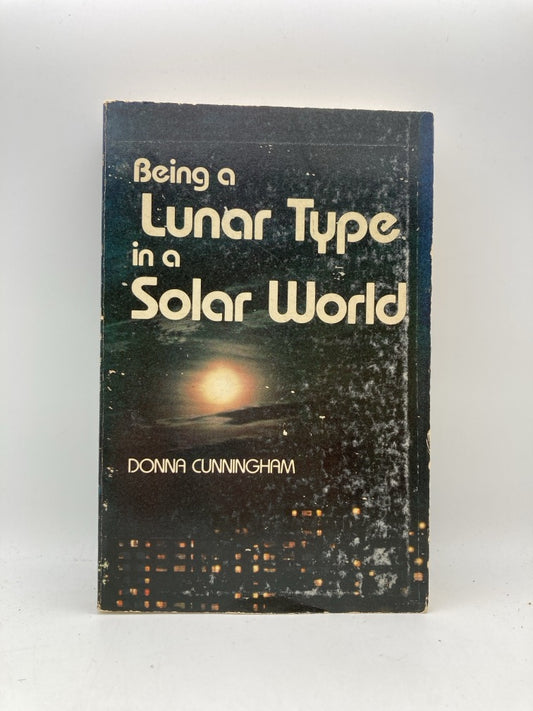 Being a
Lunar Type
in a
Solar World
DONNA CUNNINGHAM